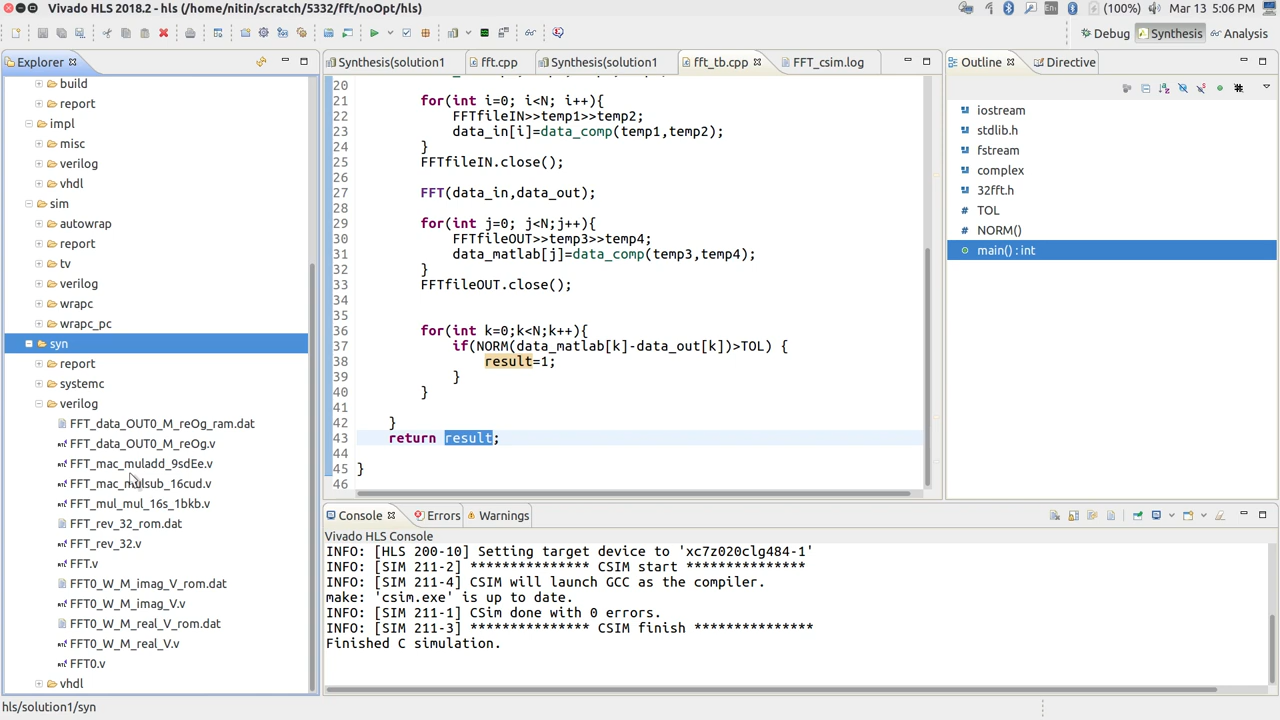 Vivado HLS 2018.2 - hls (/home/nitin/scratch/5332/fft/noOpt/hls)
En
(100%)
Mar 13 5:06 PM
Debug
Synthesis
Analysis
Explorer
build
report
impl
misc
verilog
vhdl
sim
autowrap
report
tv
verilog
wrapc
wrapc_pc
syn
report
systemc
verilog
FFT_data_OUT0_M_reOg_ram.dat
FFT_data_OUT0_M_reOg.v
FFT_mac_muladd_9sdEe.v
FFT_mac_mulsub_16cud.v
FFT_mul_mul_16s_1bkb.v
FFT_rev_32_rom.dat
FFT_rev_32.v
FFT.v
FFT0_W_M_imag_V_rom.dat
FFT0_W_M_imag_V.v
FFT0_W_M_real_V_rom.dat
FFT0_W_M_real_V.v
FFT0.v
vhdl
hls/solution1/syn
Synthesis(solution1
fft.cpp
Synthesis(solution1
fft_tb.cpp
FFT_csim.log
20
21 for(int i=0; i<N; i++){
22 FFTfileIN>>temp1>>temp2;
23 data_in[i]=data_comp(temp1,temp2);
24 }
25 FFTfileIN.close();
26
27 FFT(data_in,data_out);
28
29 for(int j=0; j<N;j++){
30 FFTfileOUT>>temp3>>temp4;
31 data_matlab[j]=data_comp(temp3,temp4);
32 }
33 FFTfileOUT.close();
34
35
36 for(int k=0;k<N;k++){
37 if(NORM(data_matlab[k]-data_out[k])>TOL) {
38 result=1;
39 }
40 }
41
42 }
43 return result;
44
45 }
46
Console
Errors
Warnings
Vivado HLS Console
INFO: [HLS 200-10] Setting target device to 'xc7z020clg484-1'
INFO: [SIM 211-2] *************** CSIM start ***************
INFO: [SIM 211-4] CSIM will launch GCC as the compiler.
make: 'csim.exe' is up to date.
INFO: [SIM 211-1] CSim done with 0 errors.
INFO: [SIM 211-3] *************** CSIM finish ***************
Finished C simulation.
Outline
Directive
iostream
stdlib.h
fstream
complex
32fft.h
# TOL
# NORM()
main() : int